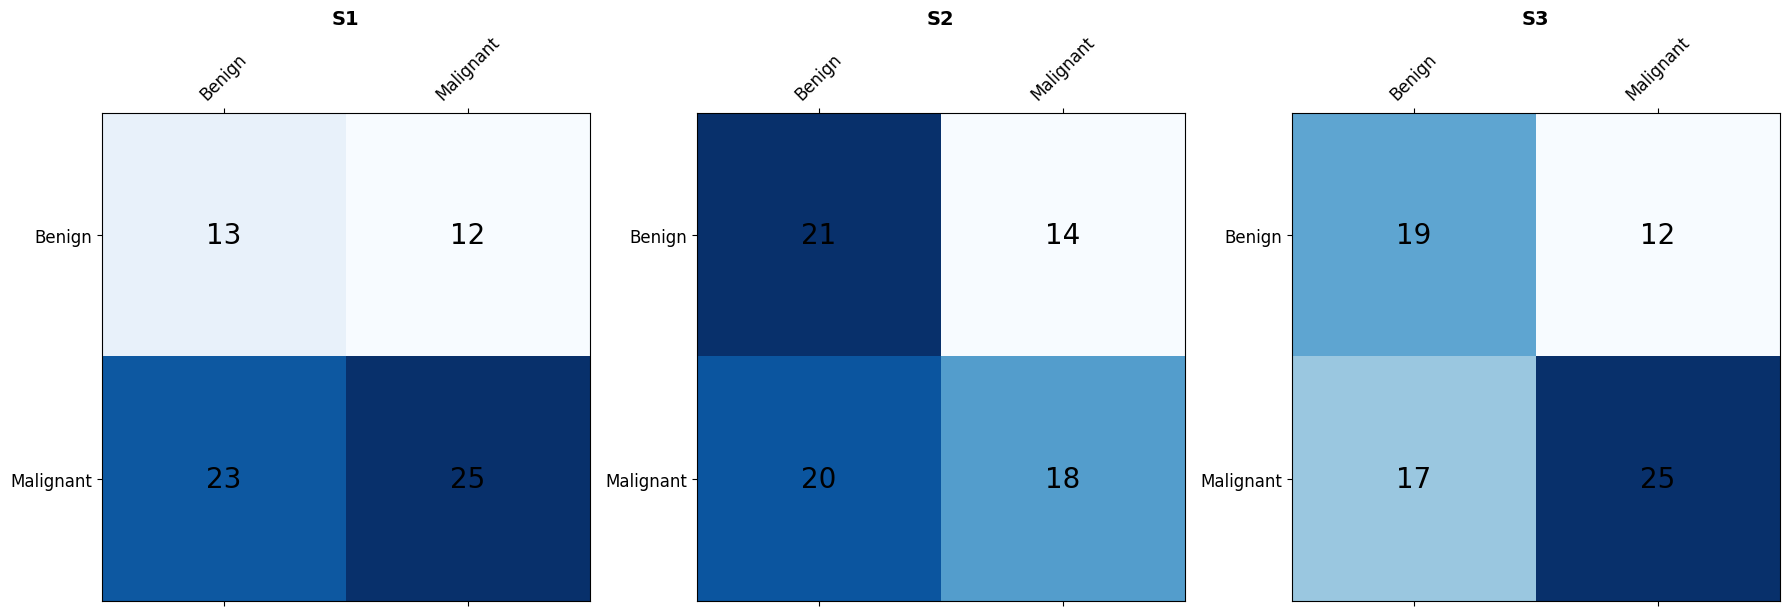 S1
Benign Malignant
Benign 13 12
Malignant 23 25
S2
Benign Malignant
Benign 21 14
Malignant 20 18
S3
Benign Malignant
Benign 19 12
Malignant 17 25